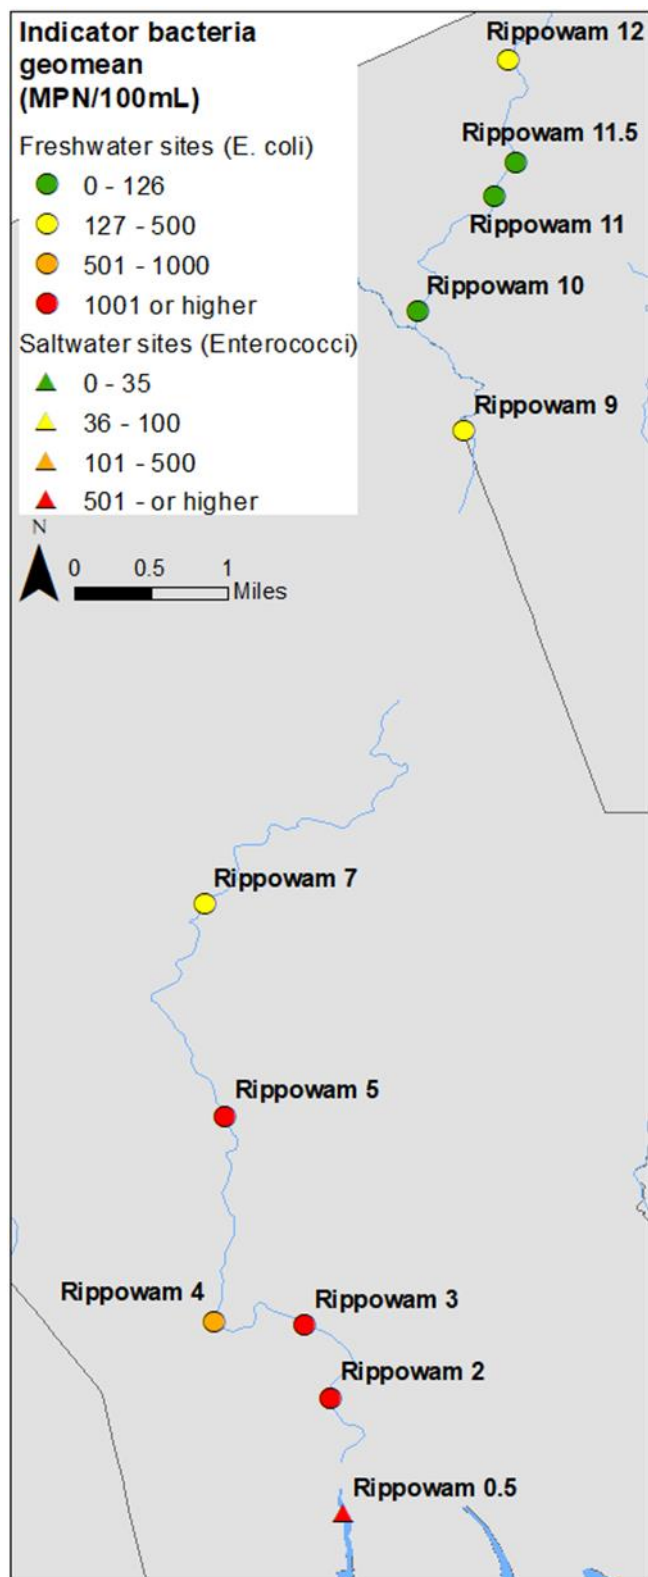 Indicator bacteria
geomean
(MPN/100mL)
Freshwater sites (E. coli)
0 - 126
127 - 500
501 - 1000
1001 or higher
Saltwater sites (Enterococci)
0 - 35
36 - 100
101 - 500
501 - or higher
N
0 0.5 1
Miles
Rippowam 12
Rippowam 11.5
Rippowam 11
Rippowam 10
Rippowam 9
Rippowam 7
Rippowam 5
Rippowam 4
Rippowam 3
Rippowam 2
Rippowam 0.5